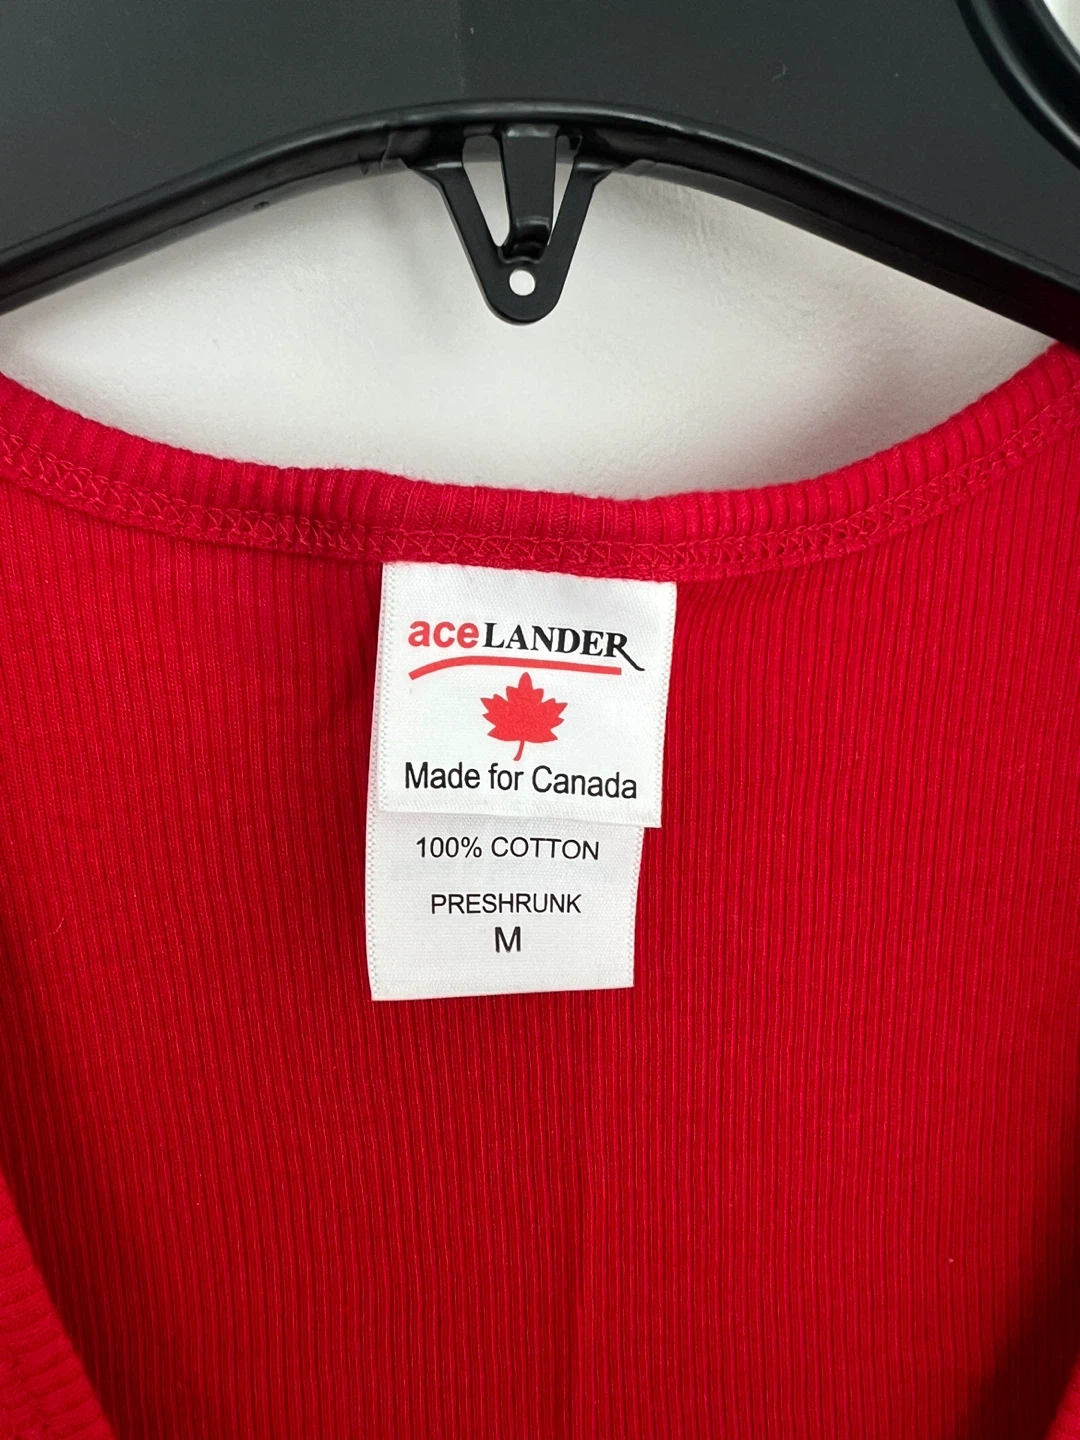 aceLANDER
Made for Canada
100% COTTON
PRESHRUNK
M